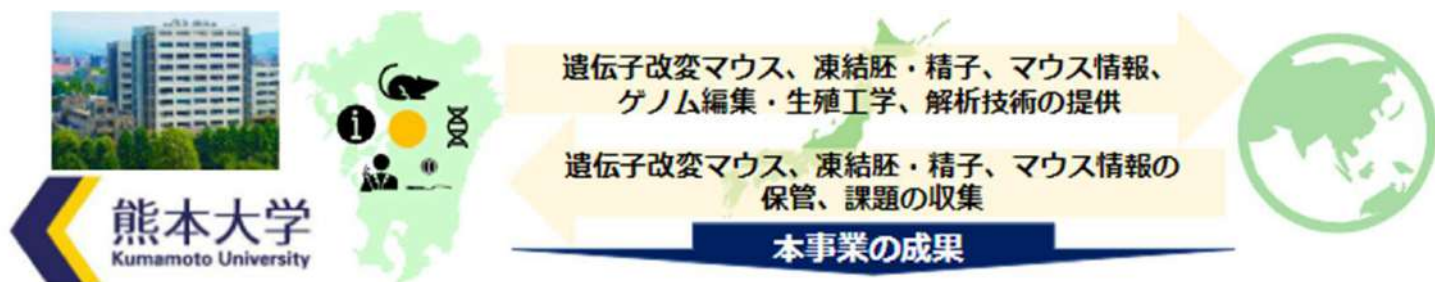 遺伝子改変マウス、凍結胚・精子、マウス情報、
ゲノム編集・生殖工学、解析技術の提供
i
遺伝子改変マウス、凍結胚・精子、マウス情報の
保管、課題の収集
熊本大学
Kumamoto University
本事業の成果